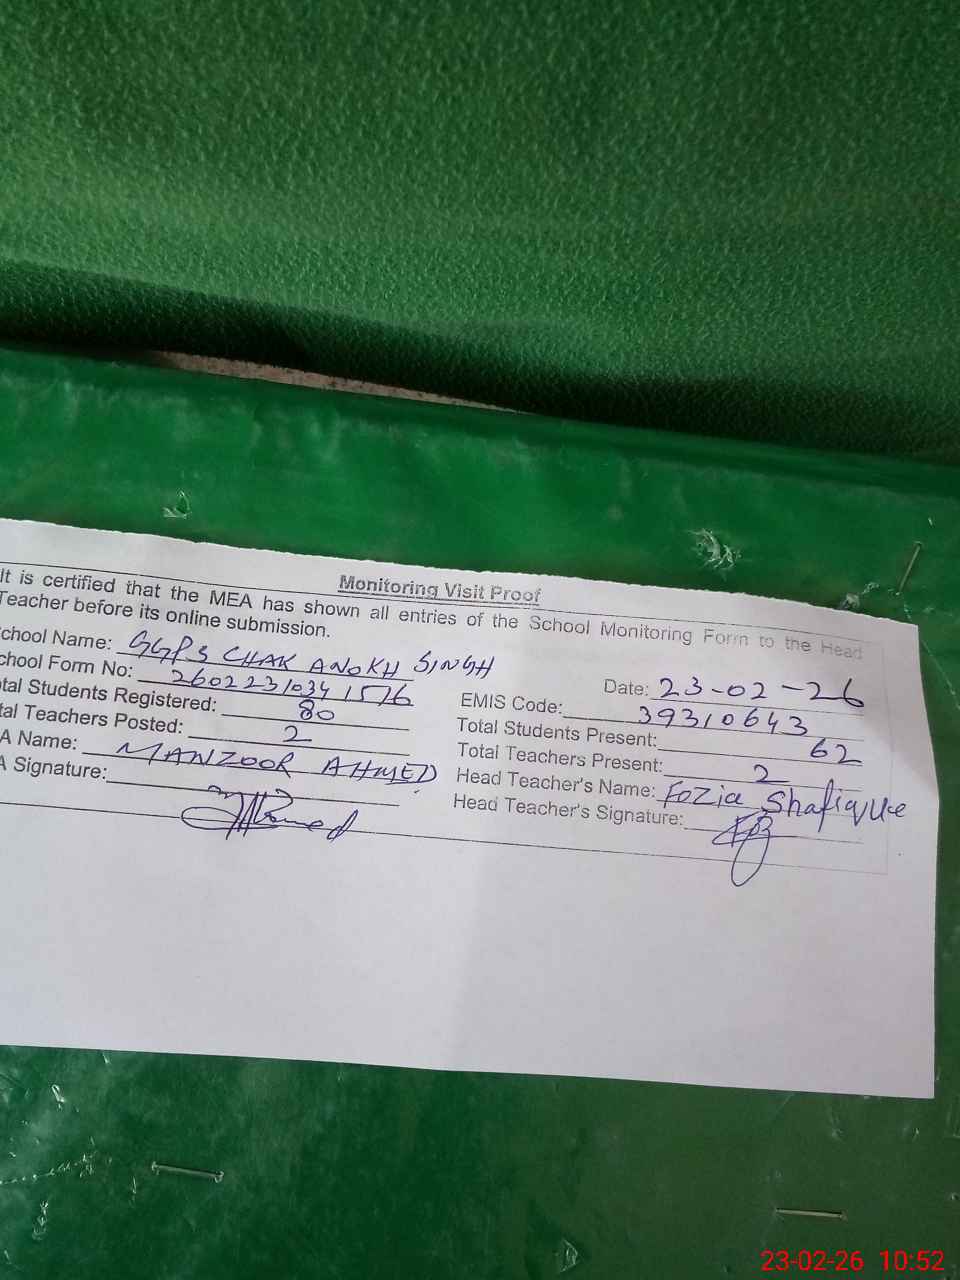 Monitoring Visit Proof
It is certified that the MEA has shown all entries of the School Monitoring Form to the Head
Teacher before its online submission.
chool Name: GGPS CHAK ANOKH SINGH
Date: 23-02-26
chool Form No: 2602231034 1576
EMIS Code: 39310643
tal Students Registered: 80
Total Students Present: 62
tal Teachers Posted: 2
Total Teachers Present: 2
A Name: MANZOOR AHMED
Head Teacher's Name: Fozia Shafiqque
A Signature:
Head Teacher's Signature:
23-02-26 10:52